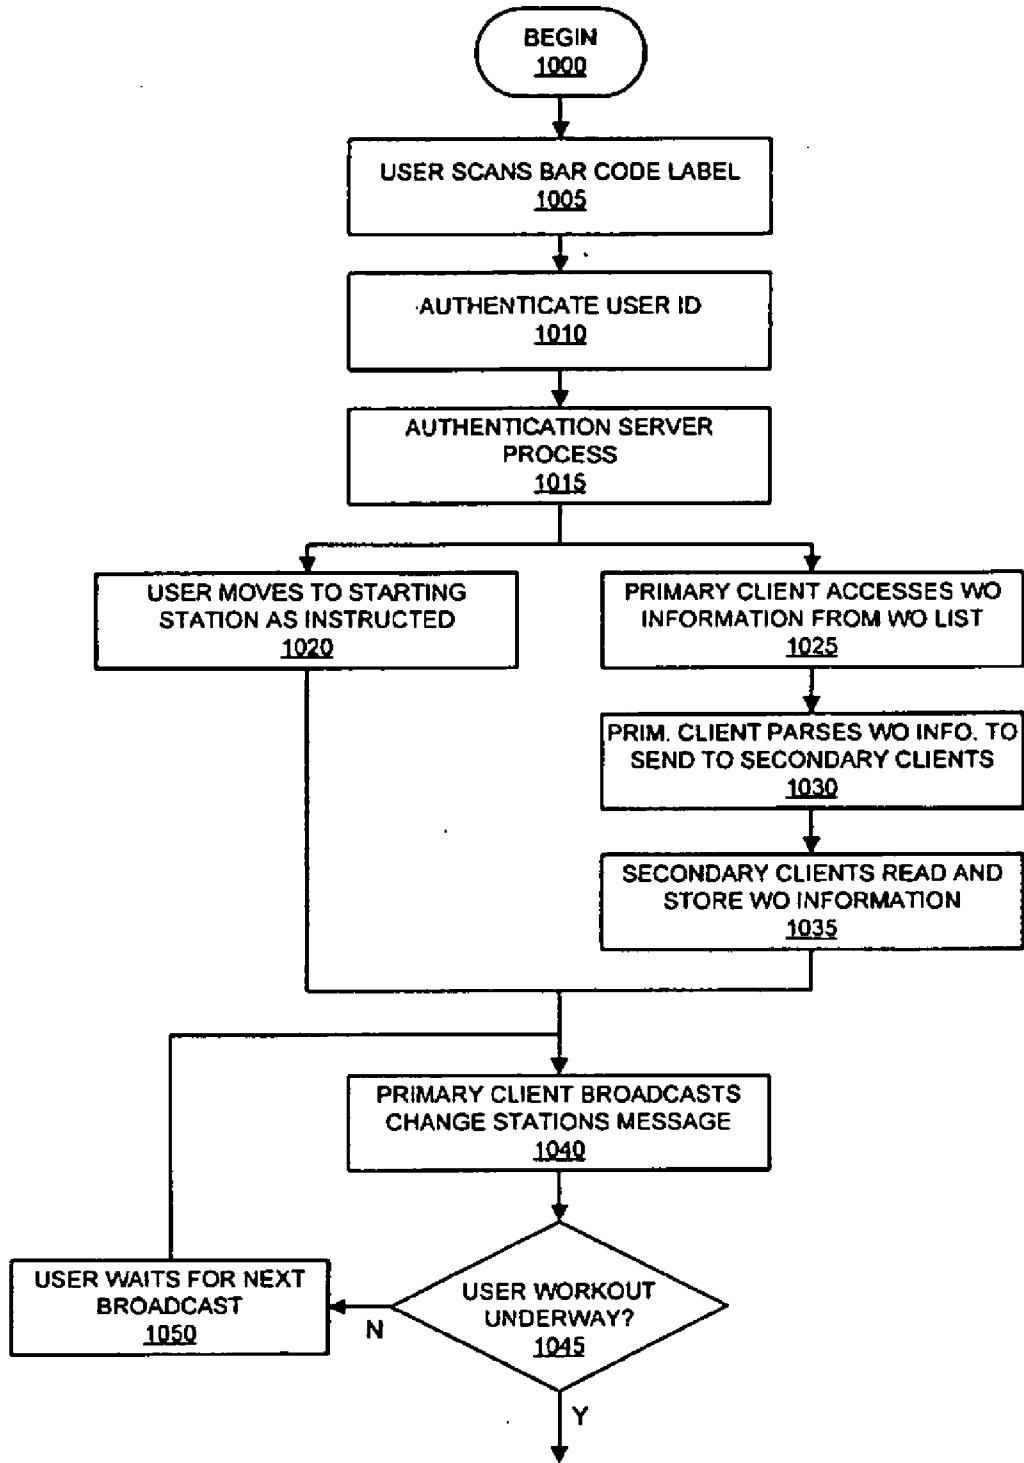 BEGIN
1000
USER SCANS BAR CODE LABEL
1005
AUTHENTICATE USER ID
1010
AUTHENTICATION SERVER
PROCESS
1015
USER MOVES TO STARTING
STATION AS INSTRUCTED
1020
PRIMARY CLIENT ACCESSES WO
INFORMATION FROM WO LIST
1025
PRIM. CLIENT PARSES WO INFO. TO
SEND TO SECONDARY CLIENTS
1030
SECONDARY CLIENTS READ AND
STORE WO INFORMATION
1035
PRIMARY CLIENT BROADCASTS
CHANGE STATIONS MESSAGE
1040
USER WORKOUT
UNDERWAY?
1045
N
USER WAITS FOR NEXT
BROADCAST
1050
Y